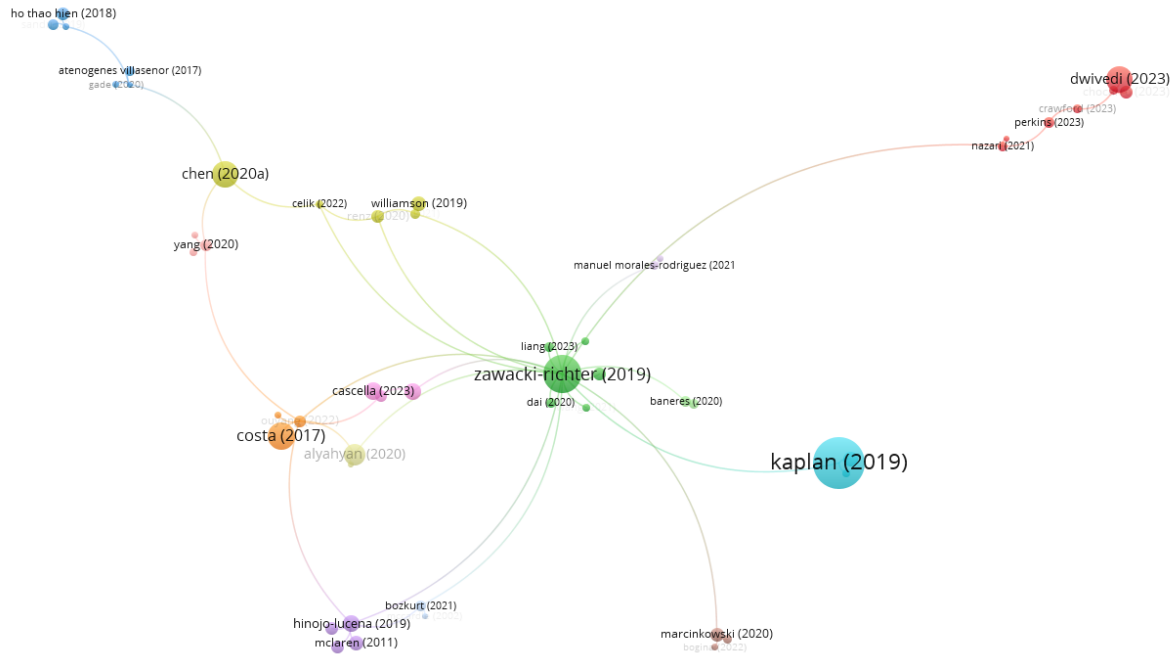 ho thao hien (2018)
atenogenes villasenor (2017)
gade (2020)
dwivedi (2023)
crawford (2023)
perkins (2023)
nazari (2021)
chen (2020a)
celik (2022)
williamson (2019)
renz (2020)
yang (2020)
manuel morales-rodriguez (2021
liang (2023)
zawacki-richter (2019)
cascella (2023)
dai (2020)
baneres (2020)
(2022)
costa (2017)
alyahyan (2020)
kaplan (2019)
bozkurt (2021)
hinojo-lucena (2019)
mclaren (2011)
marcinkowski (2020)
bogina (2022)